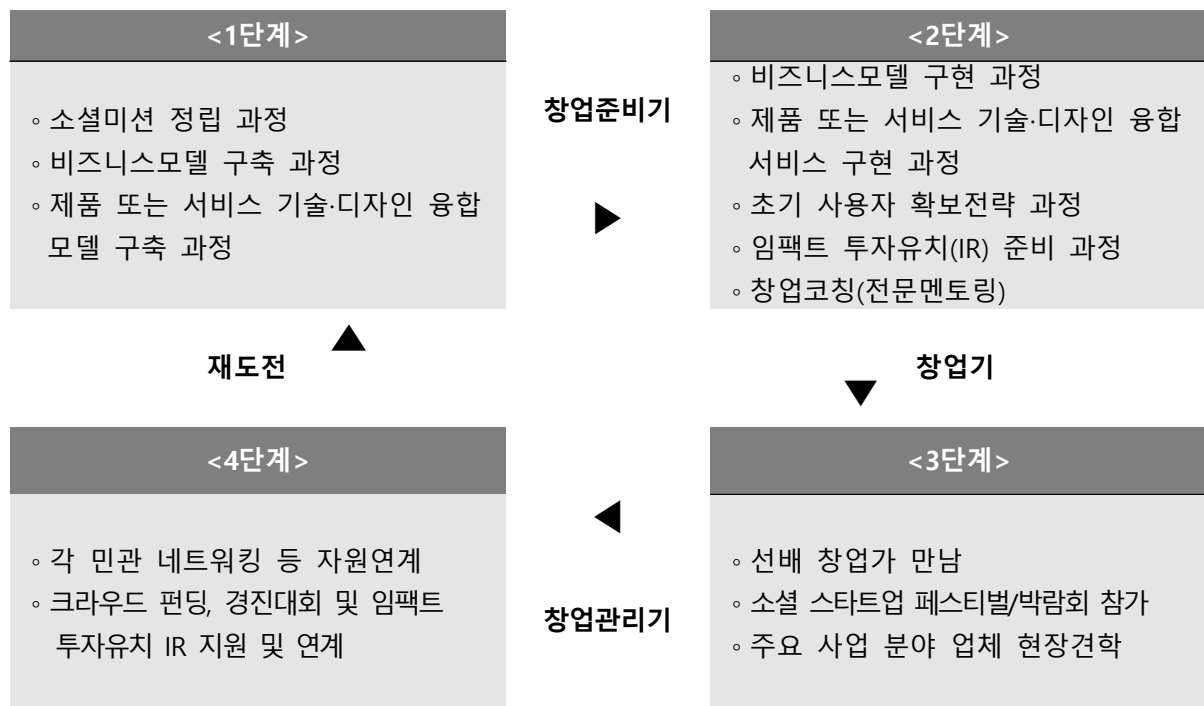 <1단계>
◦ 소셜미션 정립 과정
◦ 비즈니스모델 구축 과정
◦ 제품 또는 서비스 기술·디자인 융합
모델 구축 과정
창업준비기
▶
<2단계>
◦ 비즈니스모델 구현 과정
◦ 제품 또는 서비스 기술·디자인 융합
서비스 구현 과정
◦ 초기 사용자 확보전략 과정
◦ 임팩트 투자유치(IR) 준비 과정
◦ 창업코칭(전문멘토링)
재도전
▲
창업기
▼
<4단계>
◦ 각 민관 네트워킹 등 자원연계
◦ 크라우드 펀딩, 경진대회 및 임팩트
투자유치 IR 지원 및 연계
◀
창업관리기
<3단계>
◦ 선배 창업가 만남
◦ 소셜 스타트업 페스티벌/박람회 참가
◦ 주요 사업 분야 업체 현장견학